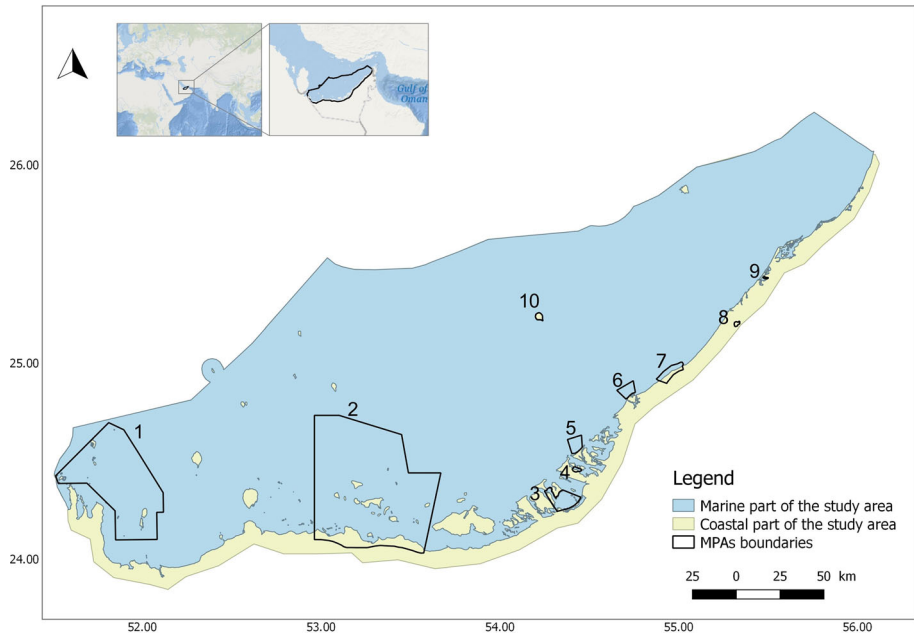 Gulf of
Oman
26.00
25.00
24.00
52.00
53.00
54.00
55.00
56.00
1
2
3
4
5
6
7
8
9
10
Legend
Marine part of the study area
Coastal part of the study area
MPAs boundaries
25 0 25 50 km